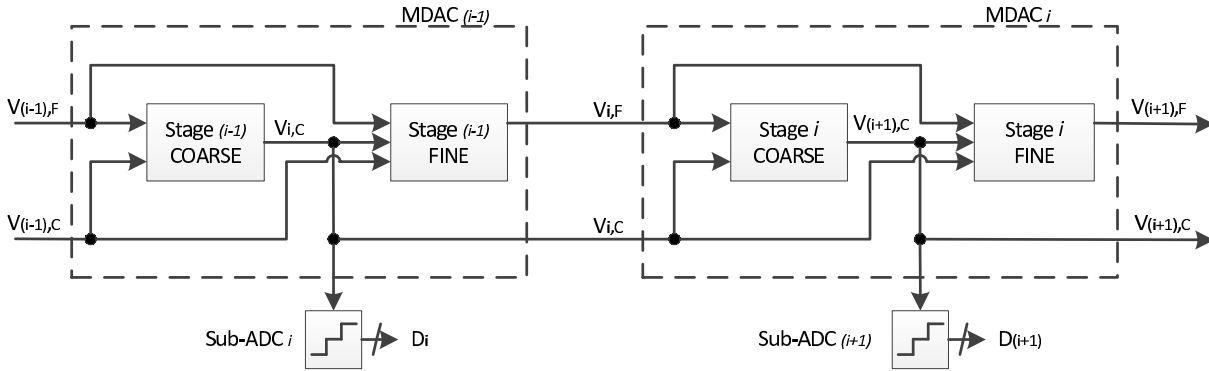 MDAC (i-1)
MDAC i
V(i-1),F
Stage (i-1)
COARSE
Vi,C
Stage (i-1)
FINE
Vi,F
Stage i
COARSE
V(i+1),C
Stage i
FINE
V(i+1),F
V(i-1),C
Vi,C
V(i+1),C
Sub-ADC i
Di
Sub-ADC (i+1)
D(i+1)